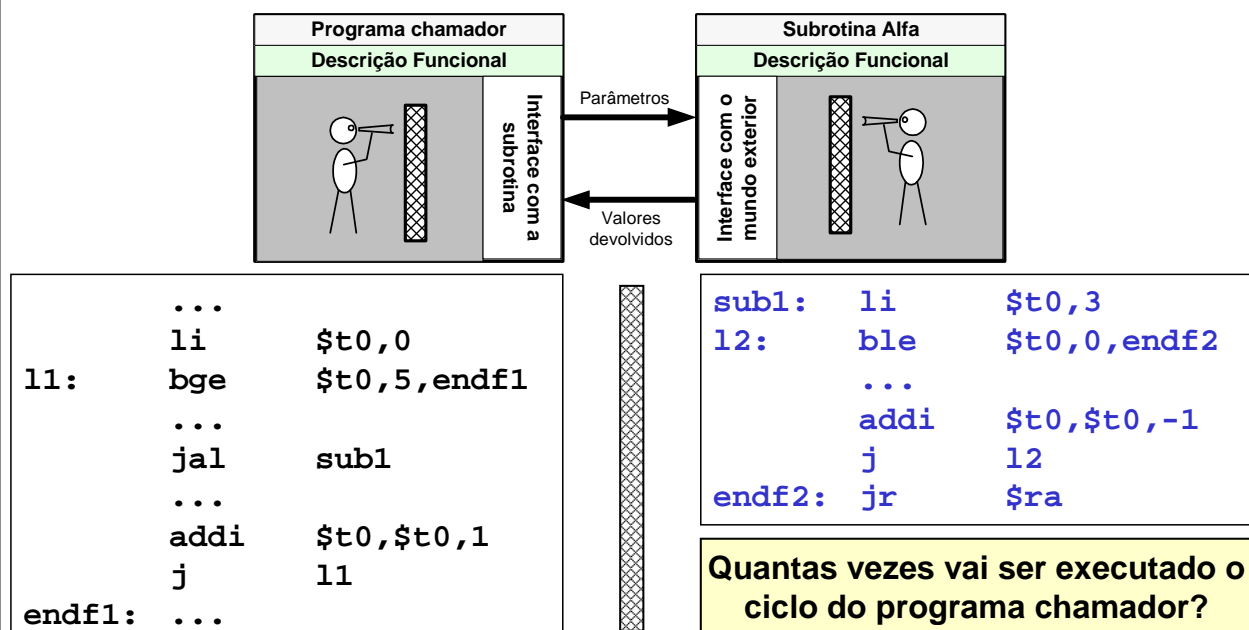 Programa chamador
Descrição Funcional
Interface com a
subrotina
Parâmetros
Valores
devolvidos
Subrotina Alfa
Descrição Funcional
Interface com o
mundo exterior
...
li $t0,0
l1: bge $t0,5,endf1
...
jal sub1
...
addi $t0,$t0,1
j l1
endf1: ...
sub1: li $t0,3
l2: ble $t0,0,endf2
...
addi $t0,$t0,-1
j l2
endf2: jr $ra
Quantas vezes vai ser executado o
ciclo do programa chamador?